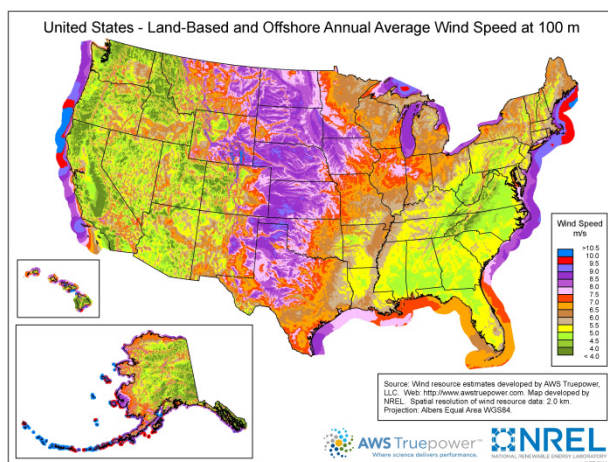 United States - Land-Based and Offshore Annual Average Wind Speed at 100 m
Wind Speed
m/s
>10.5
10.0
9.5
9.0
8.5
8.0
7.5
7.0
6.5
6.0
5.5
5.0
4.5
4.0
< 4.0
Source: Wind resource estimates developed by AWS Truepower,
LLC. Web: http://www.awstruepower.com. Map developed by
NREL. Spatial resolution of wind resource data: 2.0 km.
Projection: Albers Equal Area WGS84.
AWS Truepower™
Where science delivers performance.
NREL
NATIONAL RENEWABLE ENERGY LABORATORY